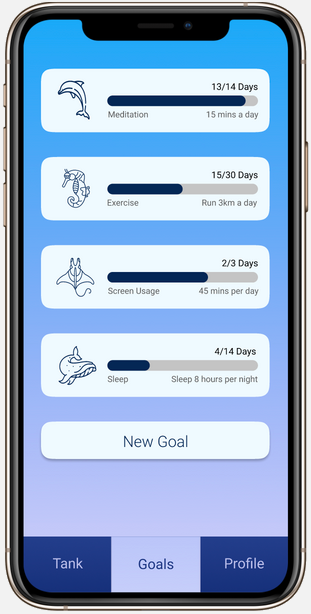 13/14 Days
Meditation 15 mins a day
15/30 Days
Exercise Run 3km a day
2/3 Days
Screen Usage 45 mins per day
4/14 Days
Sleep Sleep 8 hours per night
New Goal
Tank Goals Profile